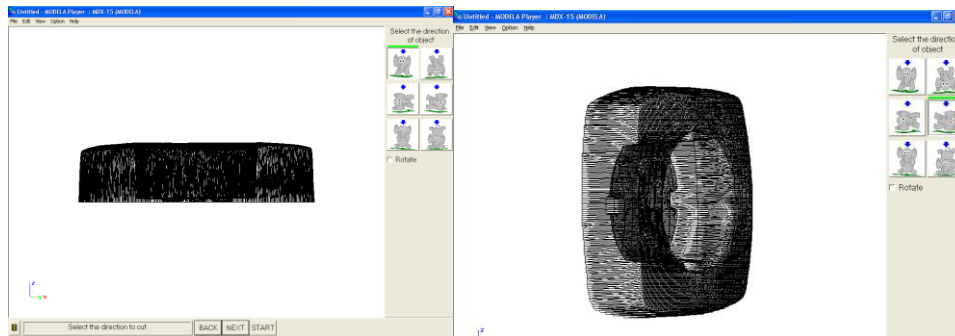 Untitled - MODELA Player : MDX-15 (MODELA)
File Edit View Option Help
Select the direction
of object
Rotate
Z
Y X
Select the direction to cut
BACK NEXT START
Untitled - MODELA Player : MDX-15 (MODELA)
File Edit View Option Help
Select the direction
of object
Rotate
Z